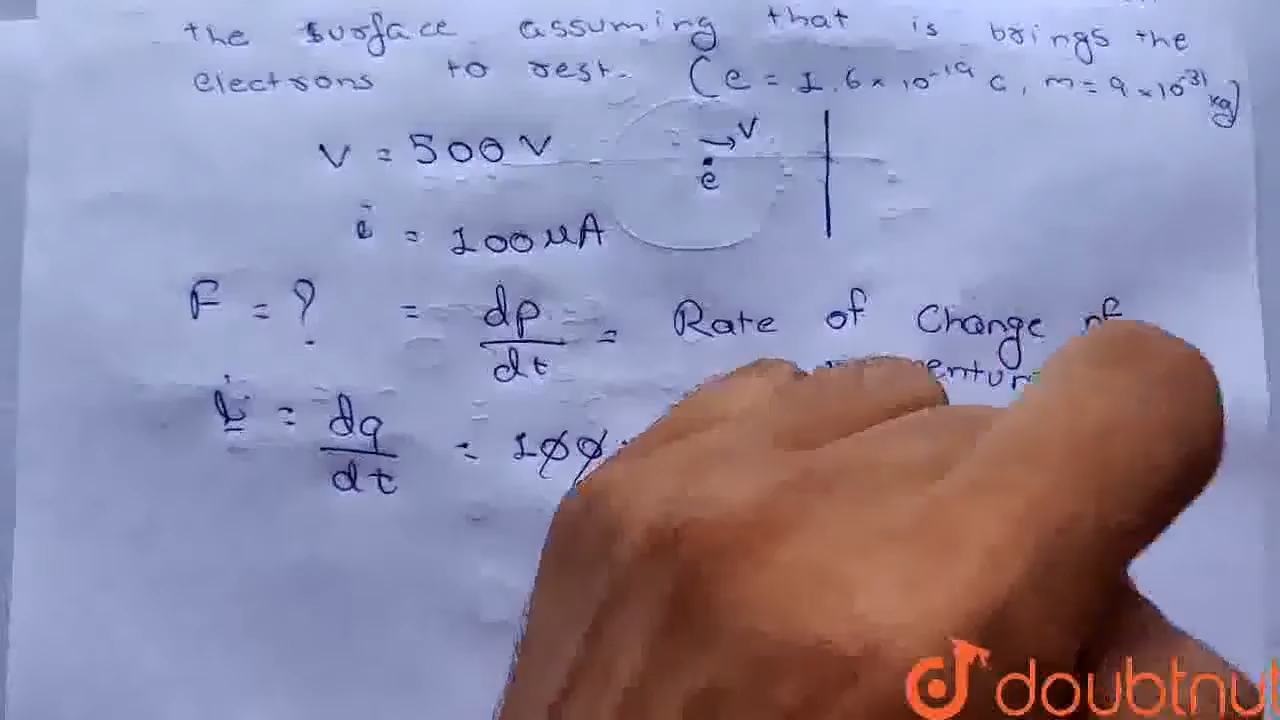 the surface assuming that is brings the
electrons to rest. (e = 1.6 × 10⁻¹⁹ C, m = 9 × 10⁻³¹ kg)
V = 500 V
→V
e
i = 100 μA
F = ? = dp/dt = Rate of Change of
i = dq/dt = 100
doubtnut